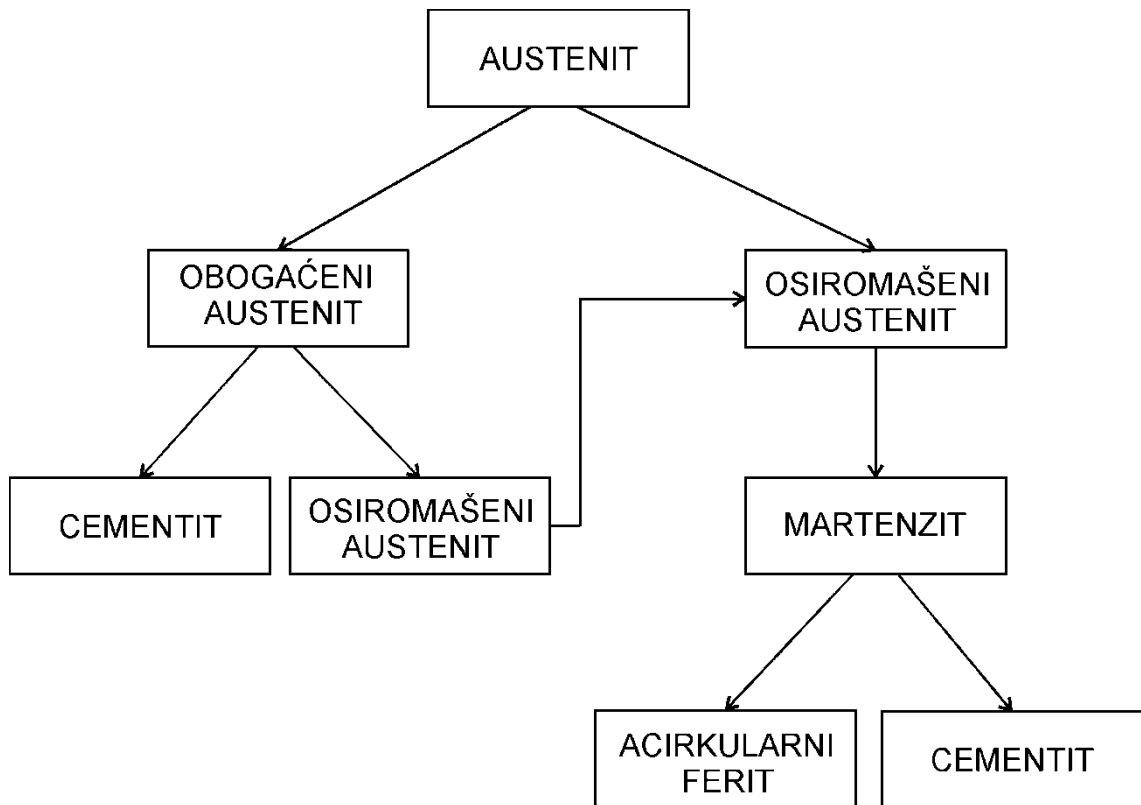 AUSTENIT
OBOGAĆENI
AUSTENIT
OSIROMAŠENI
AUSTENIT
CEMENTIT
OSIROMAŠENI
AUSTENIT
MARTENZIT
ACIRKULARNI
FERIT
CEMENTIT